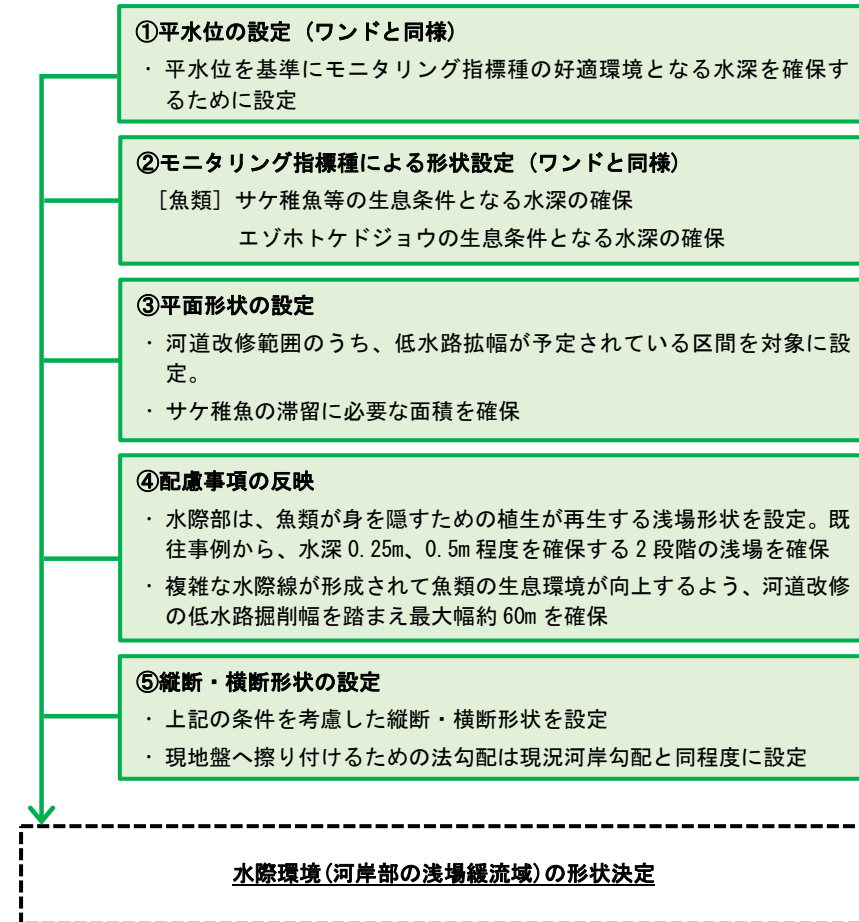 ①平水位の設定（ワンドと同様）
・平水位を基準にモニタリング指標種の好適環境となる水深を確保す
るために設定
②モニタリング指標種による形状設定（ワンドと同様）
［魚類］サケ稚魚等の生息条件となる水深の確保
エゾホトケドジョウの生息条件となる水深の確保
③平面形状の設定
・河道改修範囲のうち、低水路拡幅が予定されている区間を対象に設
定。
・サケ稚魚の滞留に必要な面積を確保
④配慮事項の反映
・水際部は、魚類が身を隠すための植生が再生する浅場形状を設定。既
往事例から、水深 0.25m、0.5m 程度を確保する 2 段階の浅場を確保
・複雑な水際線が形成されて魚類の生息環境が向上するよう、河道改修
の低水路掘削幅を踏まえ最大幅約 60m を確保
⑤縦断・横断形状の設定
・上記の条件を考慮した縦断・横断形状を設定
・現地盤へ擦り付けるための法勾配は現況河岸勾配と同程度に設定
水際環境(河岸部の浅場緩流域)の形状決定